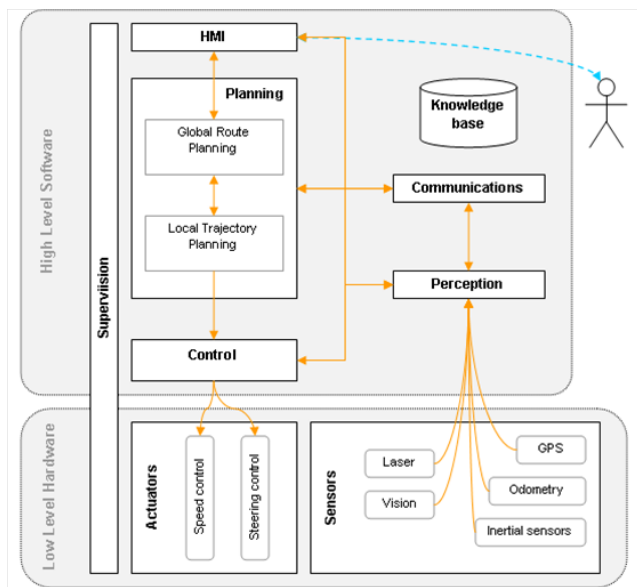 High Level Software
Superviision
HMI
Planning
Global Route
Planning
Local Trajectory
Planning
Control
Knowledge
base
Communications
Perception
Low Level Hardware
Actuators
Speed control
Steering control
Sensors
Laser
Vision
GPS
Odometry
Inertial sensors